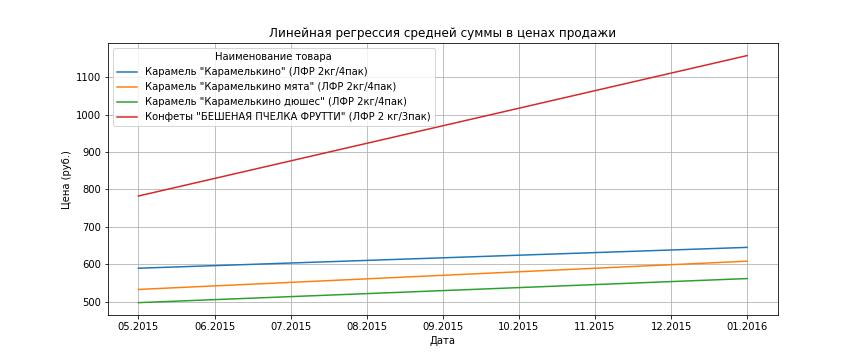 Линейная регрессия средней суммы в ценах продажи
Наименование товара
Карамель "Карамелькино" (ЛФР 2кг/4пак)
Карамель "Карамелькино мята" (ЛФР 2кг/4пак)
Карамель "Карамелькино дюшес" (ЛФР 2кг/4пак)
Конфеты "БЕШЕНАЯ ПЧЕЛКА ФРУТТИ" (ЛФР 2 кг/3пак)
Цена (руб.)
1100
1000
900
800
700
600
500
05.2015 06.2015 07.2015 08.2015 09.2015 10.2015 11.2015 12.2015 01.2016
Дата